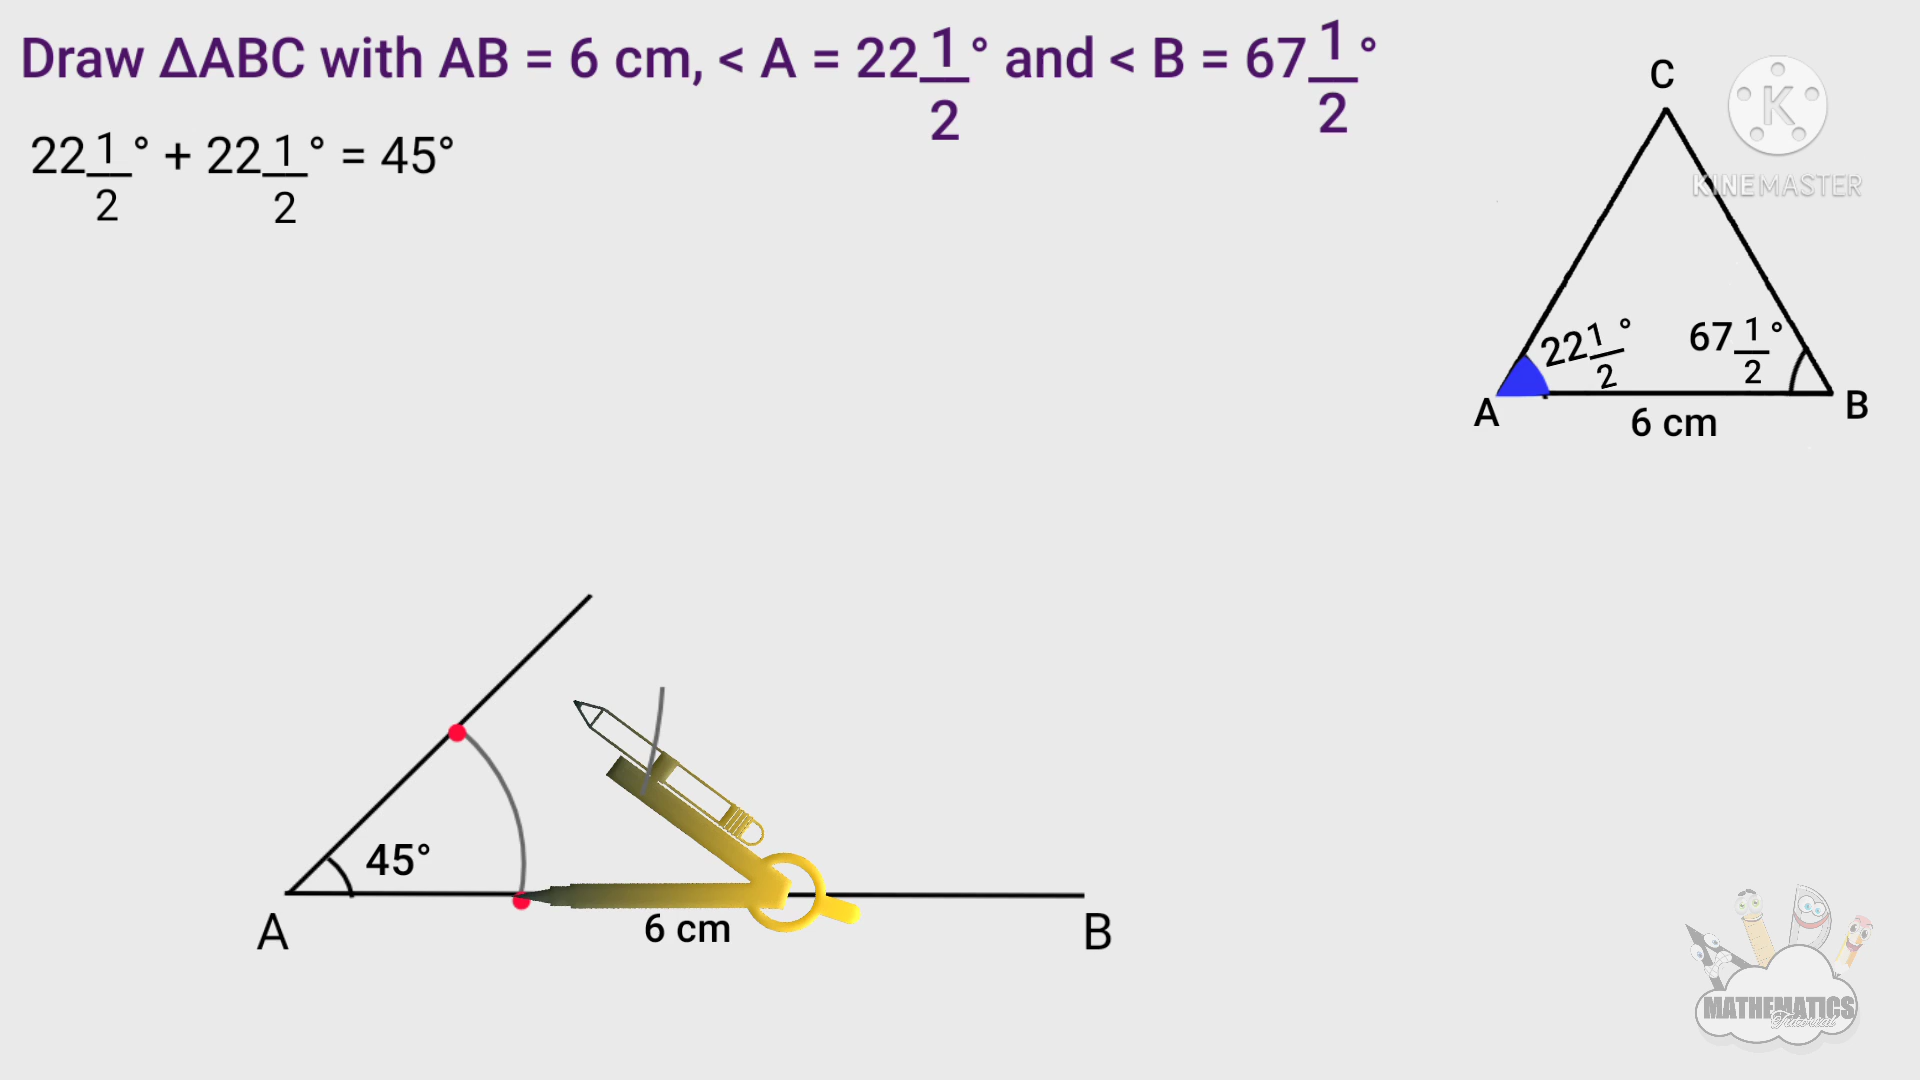 Draw ΔABC with AB = 6 cm, < A = 22 1/2° and < B = 67 1/2°
22 1/2° + 22 1/2° = 45°
C
K
KINEMASTER
22 1/2°
67 1/2°
A
B
6 cm
45°
A
6 cm
B
MATHEMATICS
Tutorial